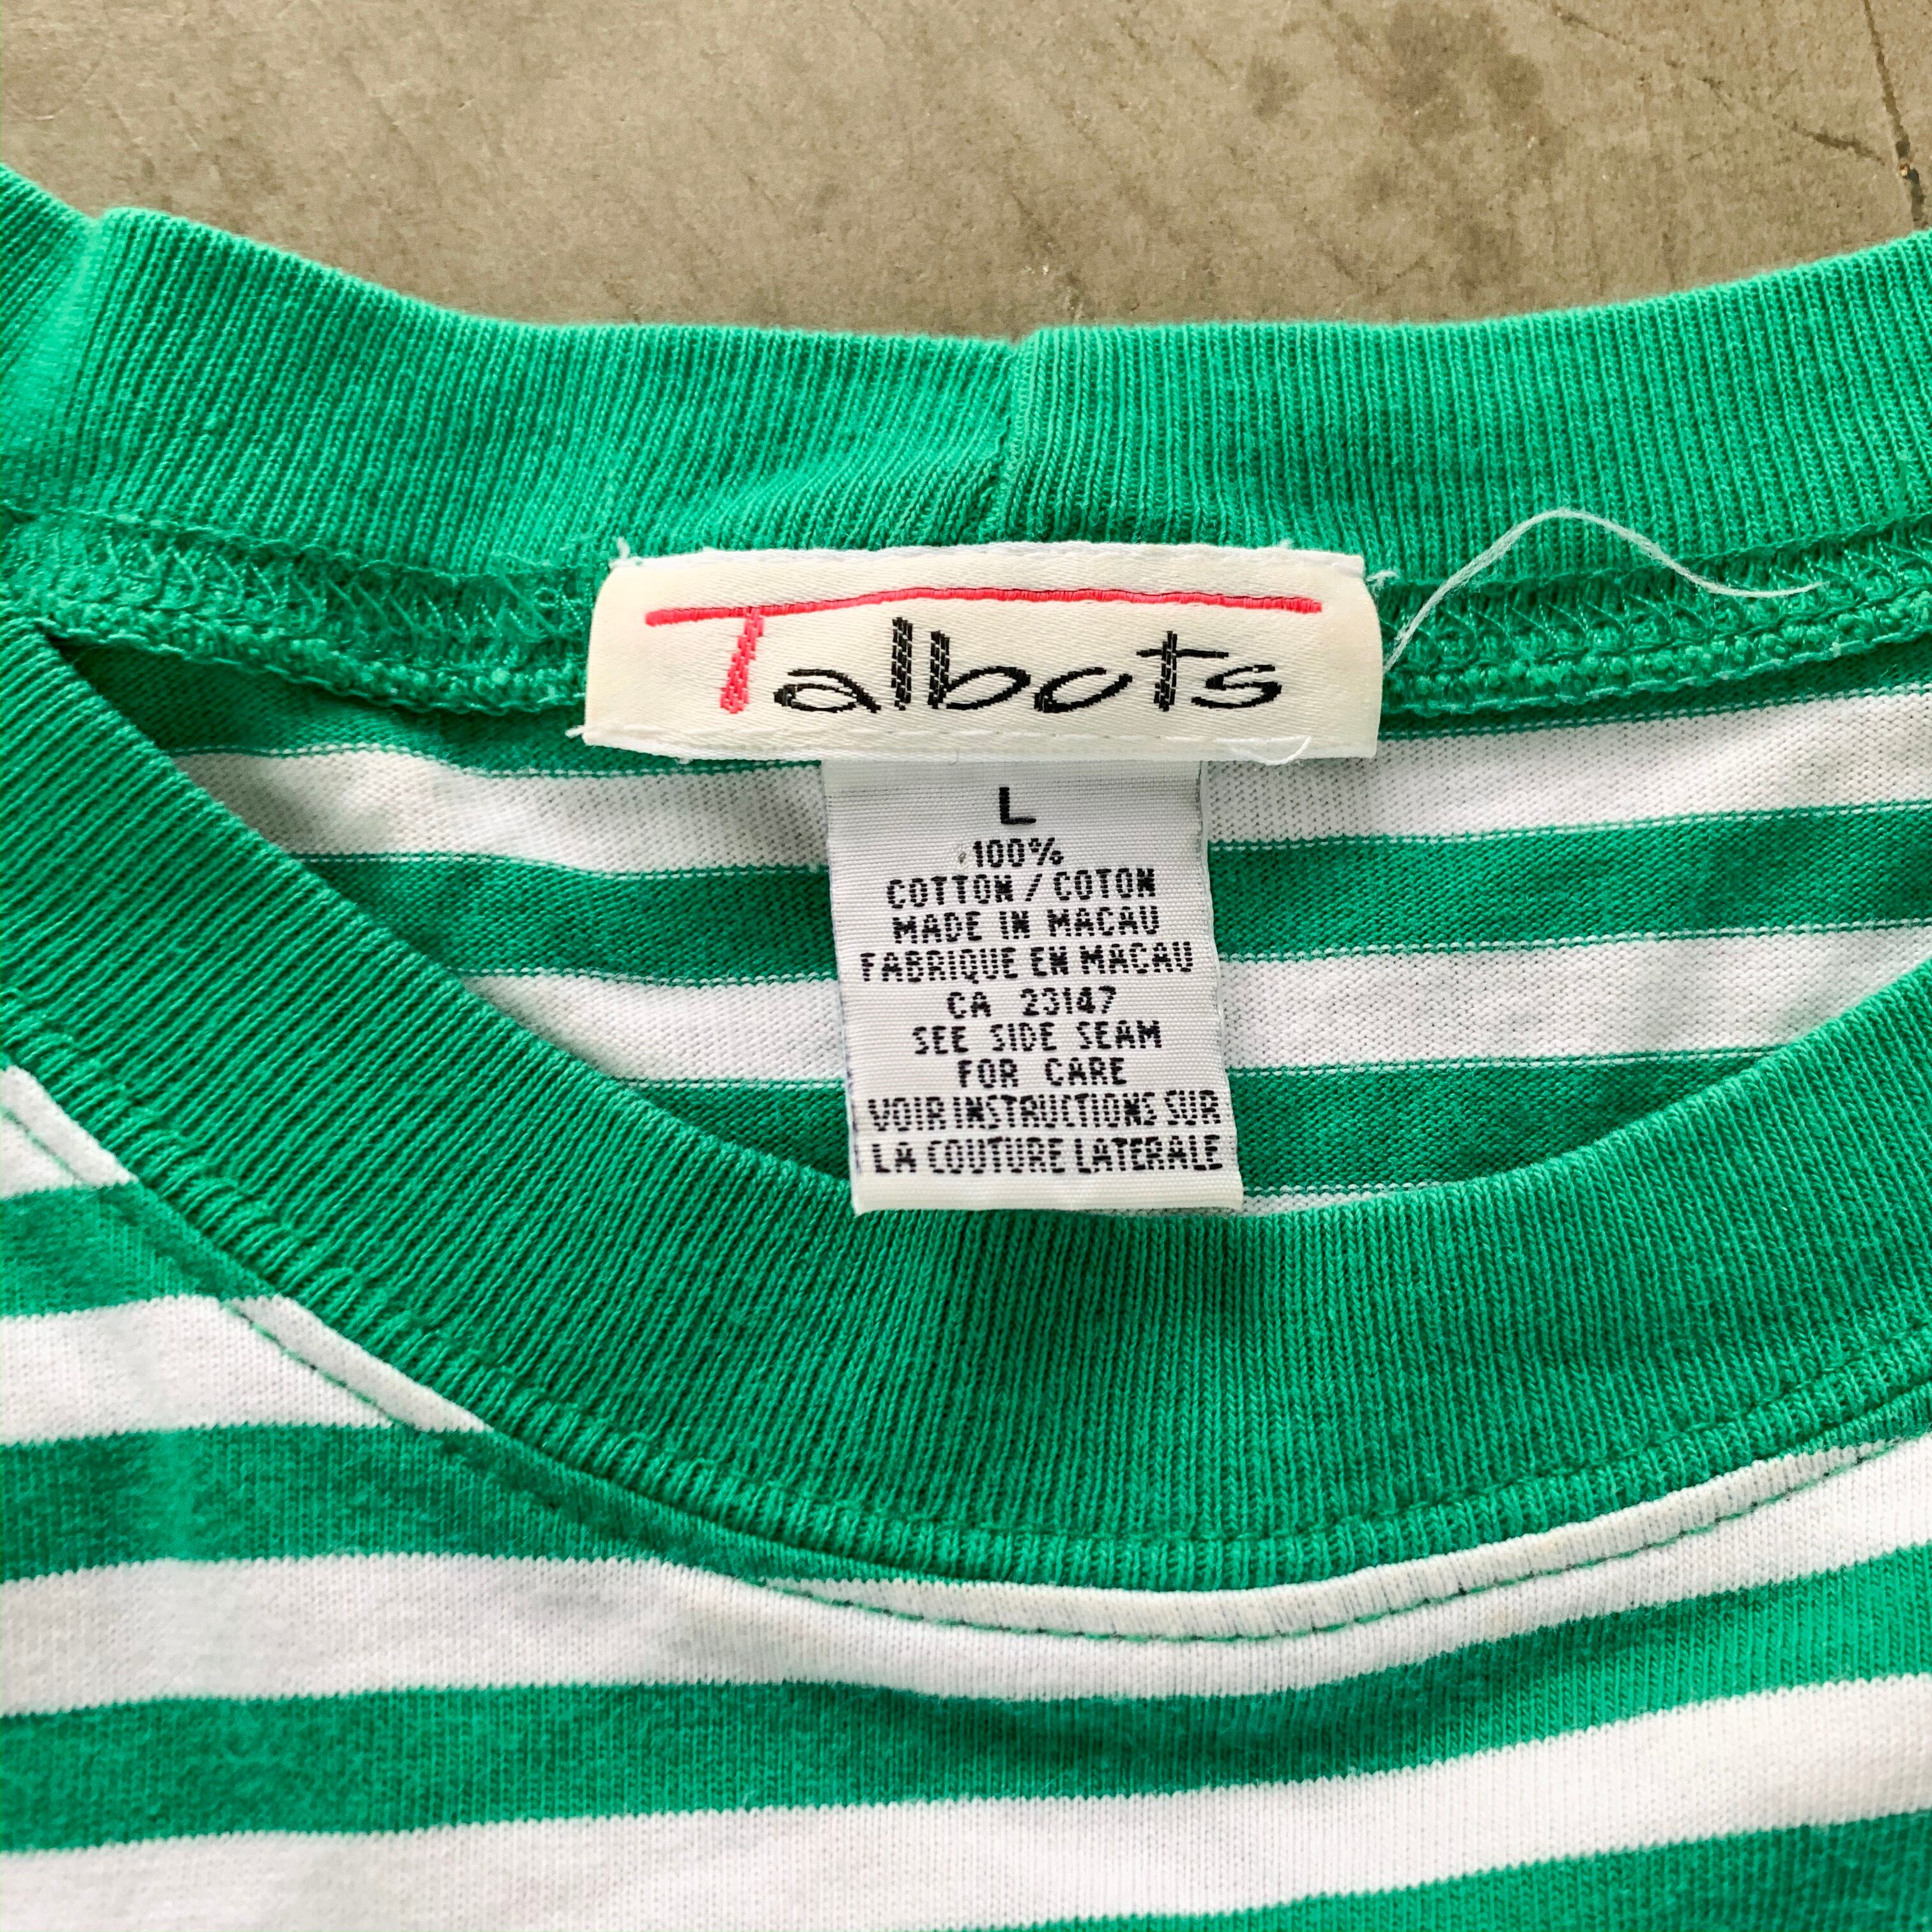 Talbots
L
100%
COTTON / COTON
MADE IN MACAU
FABRIQUE EN MACAU
CA 23147
SEE SIDE SEAM
FOR CARE
VOIR INSTRUCTIONS SUR
LA COUTURE LATERALE